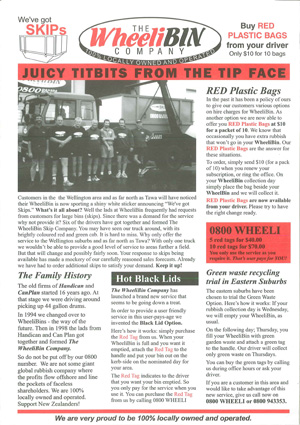 We've got
SKIPs
THE
WheeliBIN
COMPANY
100% LOCALLY OWNED AND OPERATED
Buy RED
PLASTIC BAGS
from your driver
Only $10 for 10 bags
JUICY TITBITS FROM THE TIP FACE
Customers in the Wellington area and as far north as Tawa will have noticed
their WheeliBin now sporting a shiny white sticker announcing "We've got
Skips." What's it all about? Well the lads at WheeliBin frequently had requests
from customers for large bins (skips). Since there was a demand for the service
why not provide it? Six of the drivers have got together and formed The
WheeliBin Skip Company. You may have seen our truck around, with its
brightly coloured red and green cab. It is hard to miss. Why only offer the
service to the Wellington suburbs and as far north as Tawa? With only one truck
we wouldn't be able to provide a good level of service to areas further a field.
But that will change and possibly fairly soon. Your response to skips being
available has made a mockery of our carefully reasoned sales forecasts. Already
we have had to order additional skips to satisfy your demand. Keep it up!
The Family History
The old firms of Handican and
CanPlan started 16 years ago. At
that stage we were driving around
picking up 44 gallon drums.
In 1994 we changed over to
WheeliBins - the way of the
future. Then in 1998 the lads from
Handican and Can Plan got
together and formed The
WheeliBin Company.
So do not be put off by our 0800
number. We are not some giant
global rubbish company where
the profits flow offshore and line
the pockets of faceless
shareholders. We are 100%
locally owned and operated.
Support New Zealanders!
Hot Black Lids
The WheeliBin Company has
launched a brand new service that
seems to be going down a treat.
In order to provide a user friendly
service in this user-pays age we
invented the Black Lid Option.
Here's how it works: simply purchase
the Red Tag from us. When your
WheeliBin is full and you want it
emptied, attach the Red Tag to the
handle and put your bin out on the
kerb side on the normal day for
your area.
The Red Tag indicates to the driver
that you want your bin emptied. So
you only pay for the service when you
use it. You can purchase the Red Tag
from us by calling 0800 WHEELI
RED Plastic Bags
In the past it has been a policy of ours
to give our customers various options
on hire charges for WheeliBins. As
another option we are now able to
offer you RED Plastic Bags at $10
for a packet of 10. We know that
occasionally you have extra rubbish
that won't go in your WheeliBin. Our
RED Plastic Bags are the answer for
these situations.
To order, simply send $10 (for a pack
of 10) when you renew your
subscription, or ring the office. On
your WheeliBin collection day
simply place the bag beside your
WheeliBin and we will collect it.
RED Plastic Bags are now available
from your driver. Please try to have
the right change ready.
0800 WHEELI
5 red tags for $40.00
10 red tags for $78.00
You only use the service as you
require it. That's user pays for YOU!
Green waste recycling
trial in Eastern Suburbs
The eastern suburbs have been
chosen to trial the Green Waste
Option. Here's how it works: If your
rubbish collection day is Wednesday,
we will empty your WheeliBin, as
usual.
On the following day, Thursday, you
fill your WheeliBin with green
garden waste and attach a green tag
to the handle. Our driver will collect
only green waste on Thursdays.
You can buy the green tags by calling
us during office hours or ask your
driver.
If you are a customer in this area and
would like to take advantage of this
new service, give us call now on
0800 WHEELI or 0800 943353.
We are very proud to be 100% locally owned and operated.